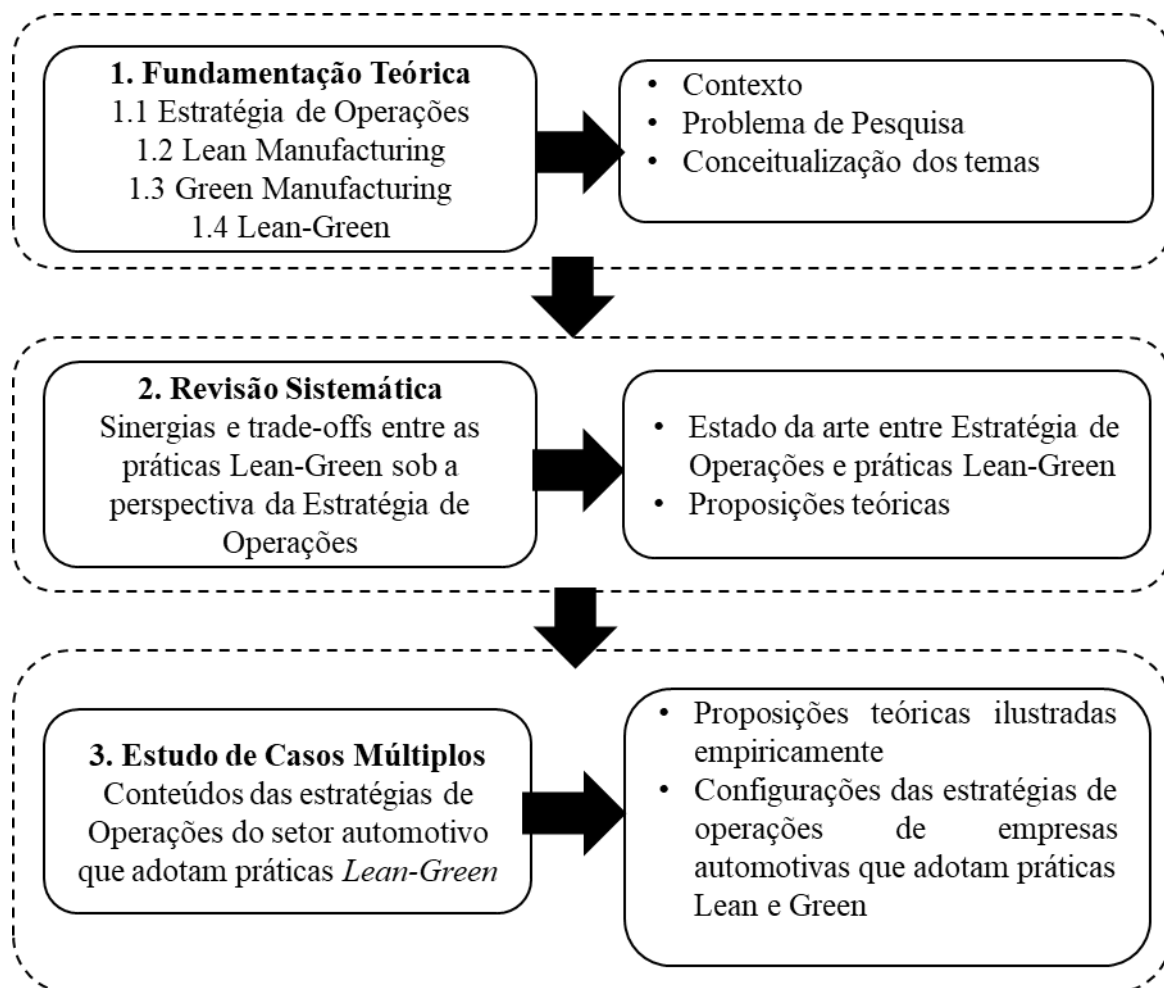 1. Fundamentação Teórica
1.1 Estratégia de Operações
1.2 Lean Manufacturing
1.3 Green Manufacturing
1.4 Lean-Green
• Contexto
• Problema de Pesquisa
• Conceitualização dos temas
2. Revisão Sistemática
Sinergias e trade-offs entre as
práticas Lean-Green sob a
perspectiva da Estratégia de
Operações
• Estado da arte entre Estratégia de
Operações e práticas Lean-Green
• Proposições teóricas
3. Estudo de Casos Múltiplos
Conteúdos das estratégias de
Operações do setor automotivo
que adotam práticas Lean-Green
• Proposições teóricas ilustradas
empiricamente
• Configurações das estratégias de
operações de empresas
automotivas que adotam práticas
Lean e Green